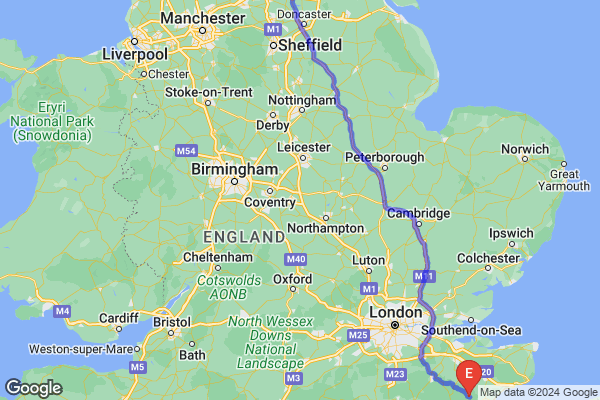 Manchester
Doncaster
M1
Liverpool
Sheffield
Chester
Stoke-on-Trent
Eryri
National Park
(Snowdonia)
Nottingham
Derby
M54
Leicester
Peterborough
Norwich
Great
Yarmouth
Birmingham
Coventry
Northampton
Cambridge
ENGLAND
Ipswich
M40
Cheltenham
Luton
M11
Colchester
Cotswolds
AONB
Oxford
M1
M4
Cardiff
Bristol
North Wessex
Downs
National
Landscape
London
M25
Southend-on-Sea
Weston-super-Mare
Bath
M5
M3
M23
E
M20
Google
Map data ©2024 Google